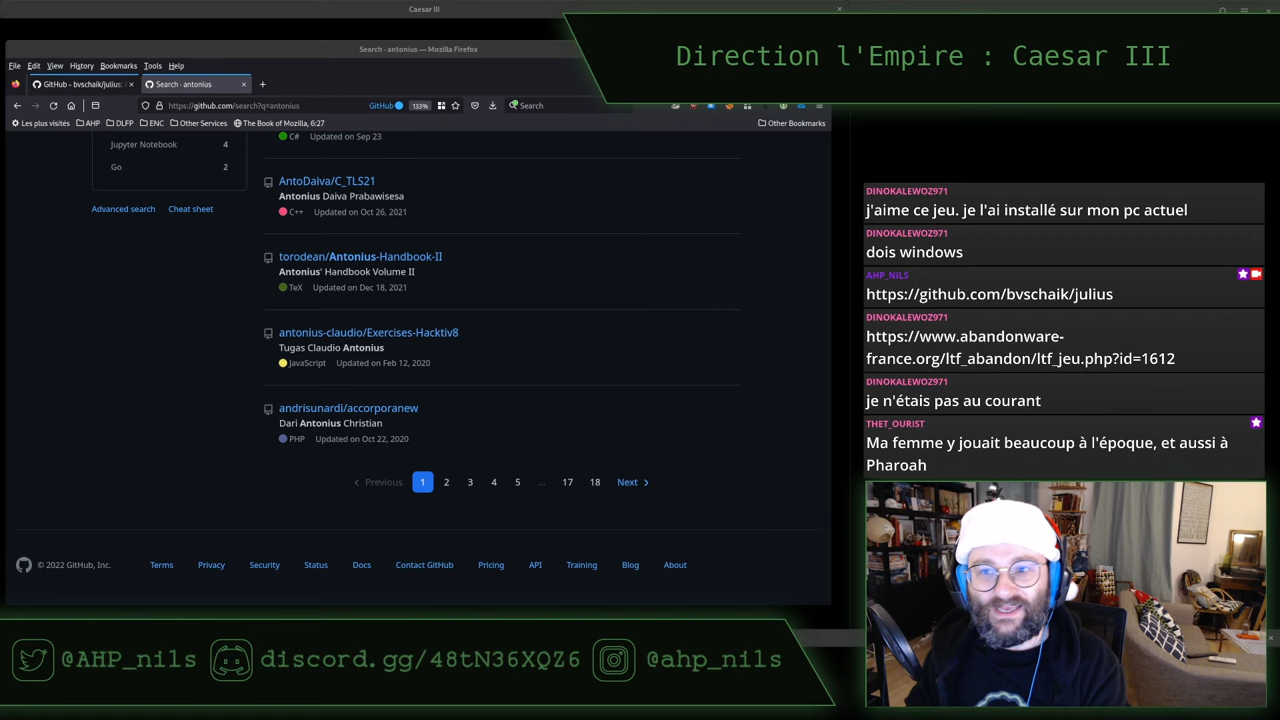 Caesar III
Search · antonius — Mozilla Firefox
Direction l'Empire : Caesar III
File Edit View History Bookmarks Tools Help
GitHub - bvschaik/julius:
Search · antonius
https://github.com/search?q=antonius
GitHub
133%
Search
Les plus visités
AHP
DLFP
ENC
Other Services
The Book of Mozilla, 6:27
Other Bookmarks
C# Updated on Sep 23
Jupyter Notebook 4
Go 2
Advanced search Cheat sheet
AntoDaiva/C_TLS21
Antonius Daiva Prabawisesa
C++ Updated on Oct 26, 2021
torodean/Antonius-Handbook-II
Antonius' Handbook Volume II
TeX Updated on Dec 18, 2021
antonius-claudio/Exercises-Hacktiv8
Tugas Claudio Antonius
JavaScript Updated on Feb 12, 2020
andrisunardi/accorporanew
Dari Antonius Christian
PHP Updated on Oct 22, 2020
Previous 1 2 3 4 5 ... 17 18 Next
© 2022 GitHub, Inc. Terms Privacy Security Status Docs Contact GitHub Pricing API Training Blog About
DINOKALEWOZ971
j'aime ce jeu. je l'ai installé sur mon pc actuel
DINOKALEWOZ971
dois windows
AHP_NILS
https://github.com/bvschaik/julius
DINOKALEWOZ971
https://www.abandonware-
france.org/ltf_abandon/ltf_jeu.php?id=1612
DINOKALEWOZ971
je n'étais pas au courant
THET_OURIST
Ma femme y jouait beaucoup à l'époque, et aussi à
Pharoah
@AHP_nils discord.gg/48tN36XQZ6 @ahp_nils